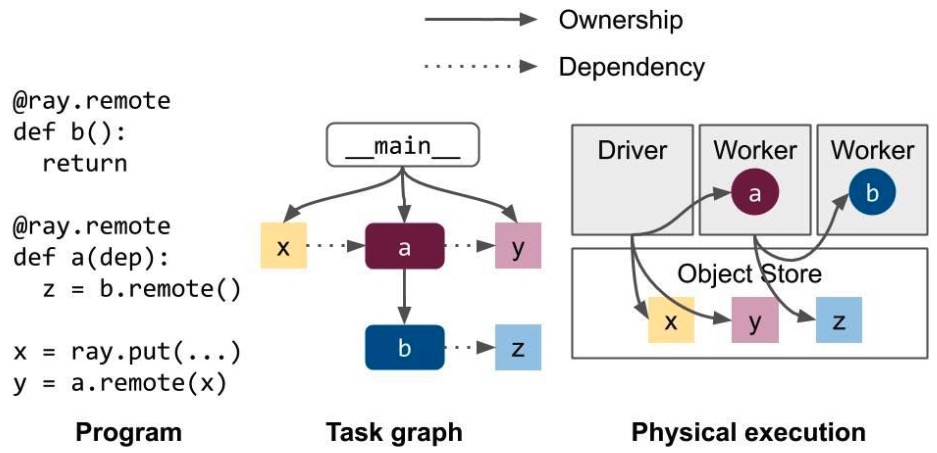 Ownership
Dependency
@ray.remote
def b():
  return
@ray.remote
def a(dep):
  z = b.remote()
x = ray.put(...)
y = a.remote(x)
Program
__main__
x
a
y
b
z
Task graph
Driver
Worker
Worker
a
b
Object Store
x
y
z
Physical execution